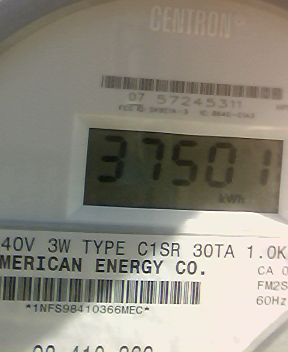 CENTRON®
07 57245311
37501
kWh
40V 3W TYPE C1SR 30TA 1.0K
MERICAN ENERGY CO.
CA 0
FM2S
60Hz
*1NFS98410366MEC*